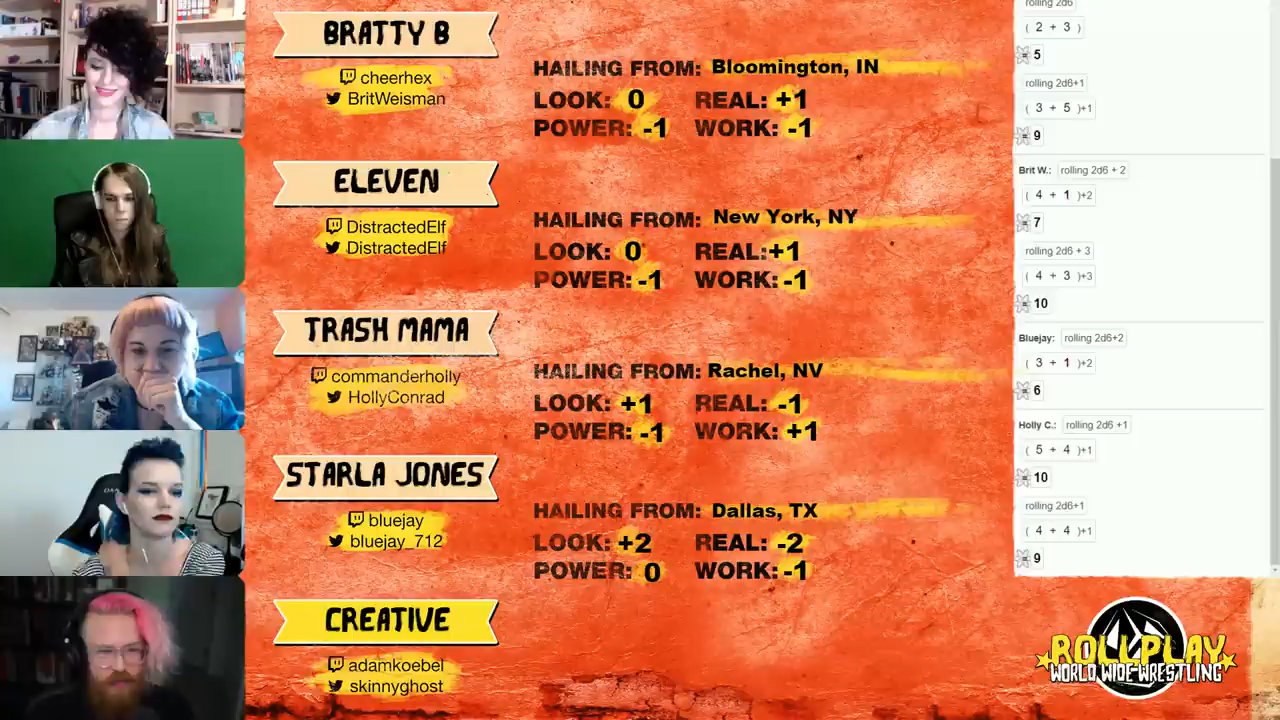 BRATTY B
cheerhex
BritWeisman
HAILING FROM: Bloomington, IN
LOOK: 0 REAL: +1
POWER: -1 WORK: -1
ELEVEN
DistractedElf
DistractedElf
HAILING FROM: New York, NY
LOOK: 0 REAL: +1
POWER: -1 WORK: -1
TRASH MAMA
commanderholly
HollyConrad
HAILING FROM: Rachel, NV
LOOK: +1 REAL: -1
POWER: -1 WORK: +1
STARLA JONES
bluejay
bluejay_712
HAILING FROM: Dallas, TX
LOOK: +2 REAL: -2
POWER: 0 WORK: -1
CREATIVE
adamkoebel
skinnyghost
rolling 2d6
( 2 + 3 )
= 5
rolling 2d6+1
( 3 + 5 )+1
= 9
Brit W.: rolling 2d6 + 2
( 4 + 1 )+2
= 7
rolling 2d6 + 3
( 4 + 3 )+3
= 10
Bluejay: rolling 2d6+2
( 3 + 1 )+2
= 6
Holly C.: rolling 2d6 +1
( 5 + 4 )+1
= 10
rolling 2d6+1
( 4 + 4 )+1
= 9
ROLLPLAY
WORLD WIDE WRESTLING